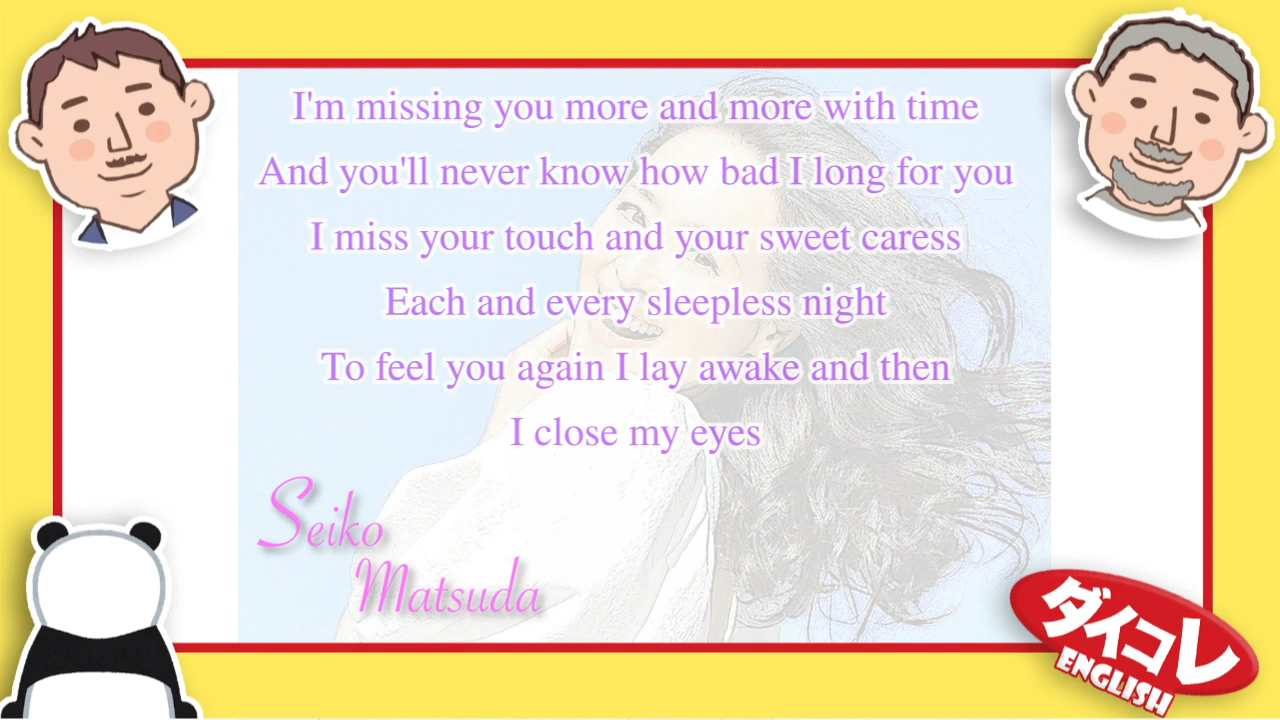 I'm missing you more and more with time
And you'll never know how bad I long for you
I miss your touch and your sweet caress
Each and every sleepless night
To feel you again I lay awake and then
I close my eyes
Seiko
Matsuda
ダイコレ
ENGLISH